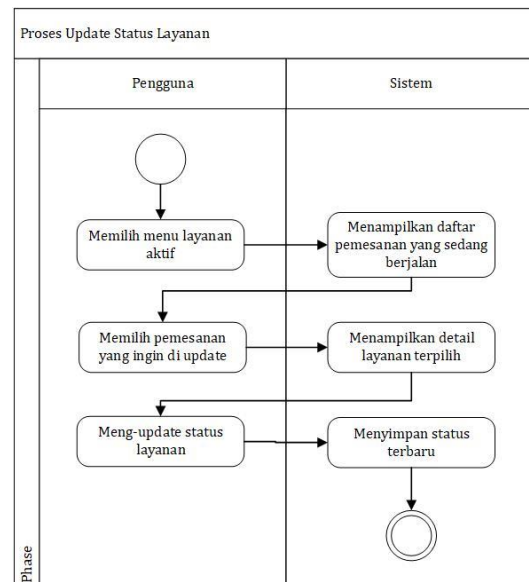 Proses Update Status Layanan
Pengguna
Sistem
Memilih menu layanan
aktif
Menampilkan daftar
pemesanan yang sedang
berjalan
Memilih pemesanan
yang ingin di update
Menampilkan detail
layanan terpilih
Meng-update status
layanan
Menyimpan status
terbaru
Phase